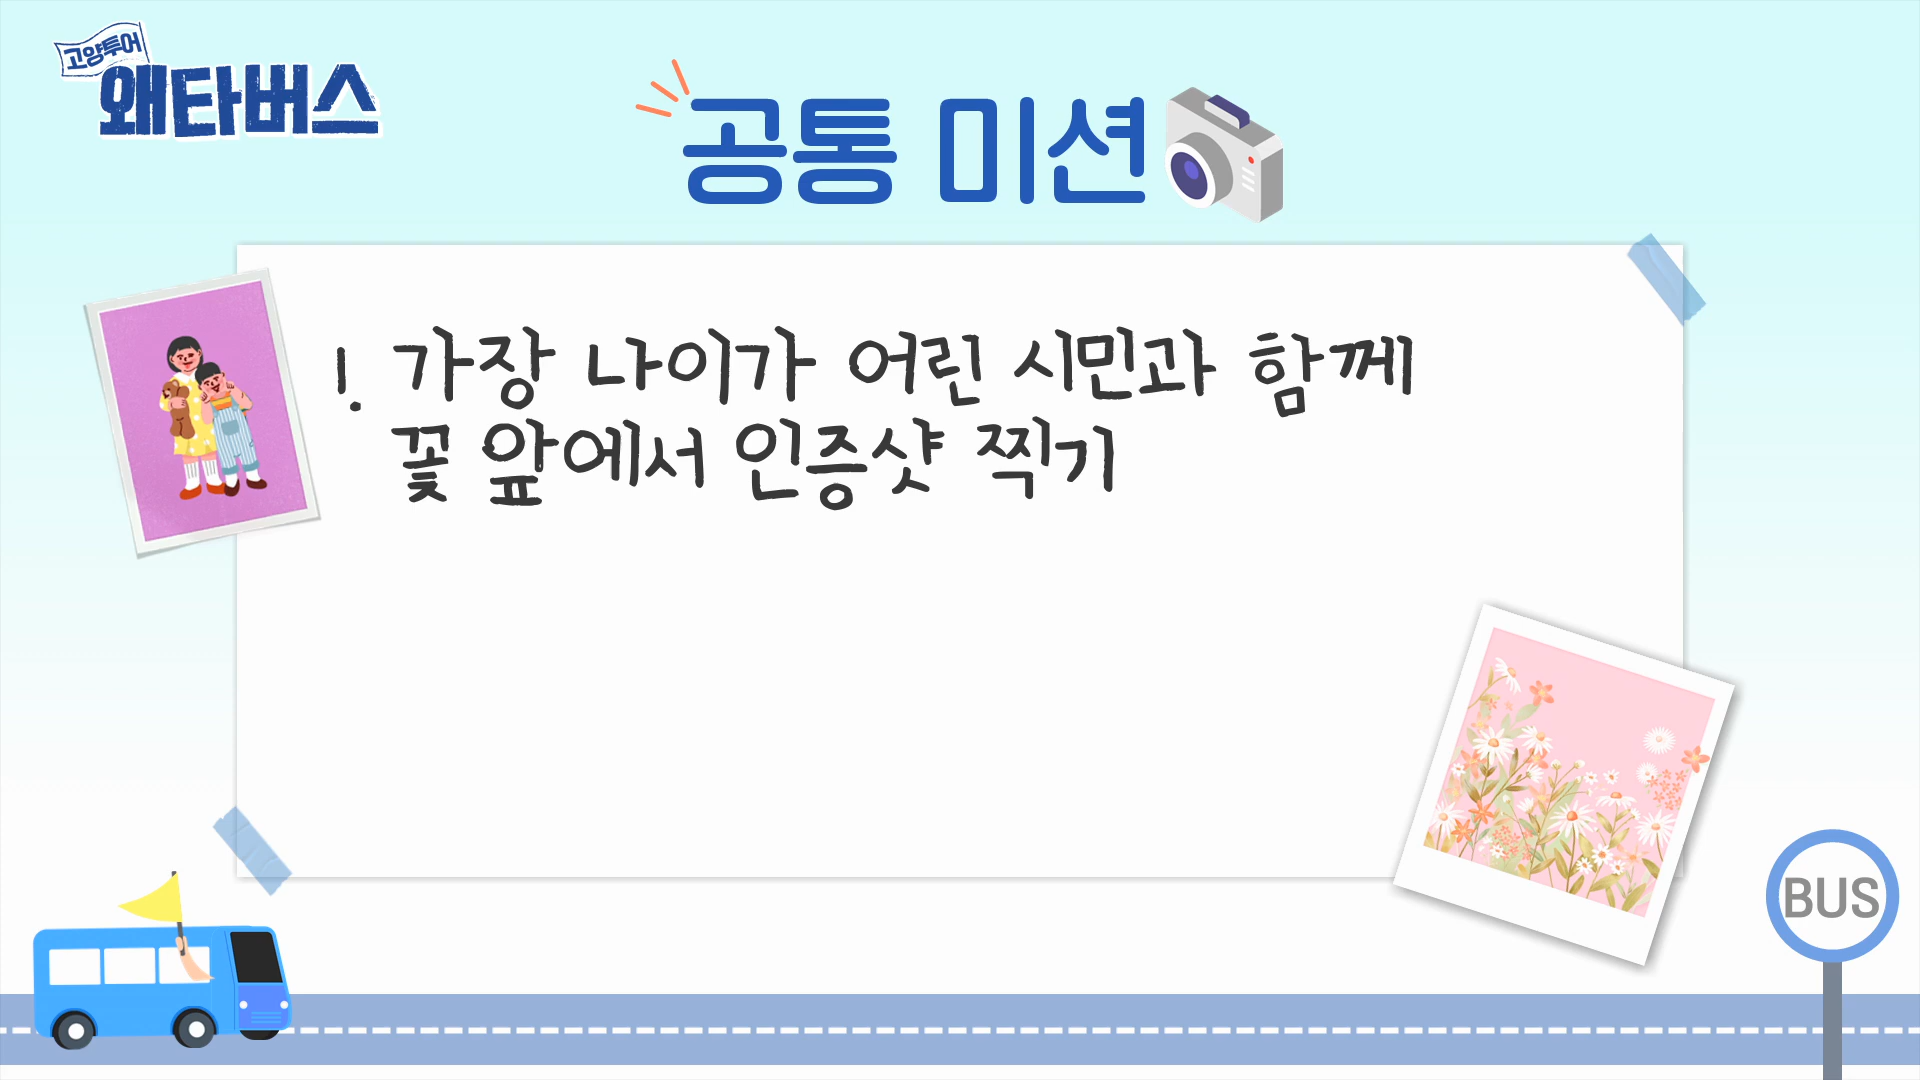 고양투어
왜타버스
공통 미션
1. 가장 나이가 어린 시민과 함께
꽃 앞에서 인증샷 찍기
BUS